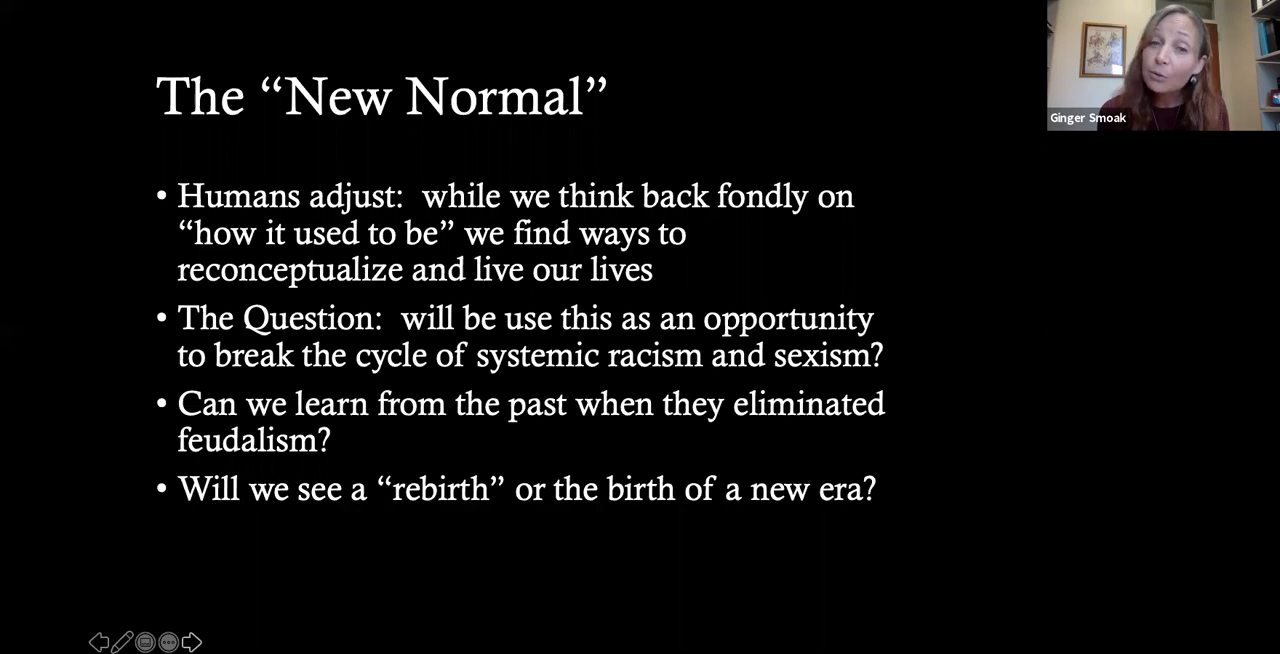 The “New Normal”
• Humans adjust:  while we think back fondly on
“how it used to be” we find ways to
reconceptualize and live our lives
• The Question:  will be use this as an opportunity
to break the cycle of systemic racism and sexism?
• Can we learn from the past when they eliminated
feudalism?
• Will we see a “rebirth” or the birth of a new era?
Ginger Smoak